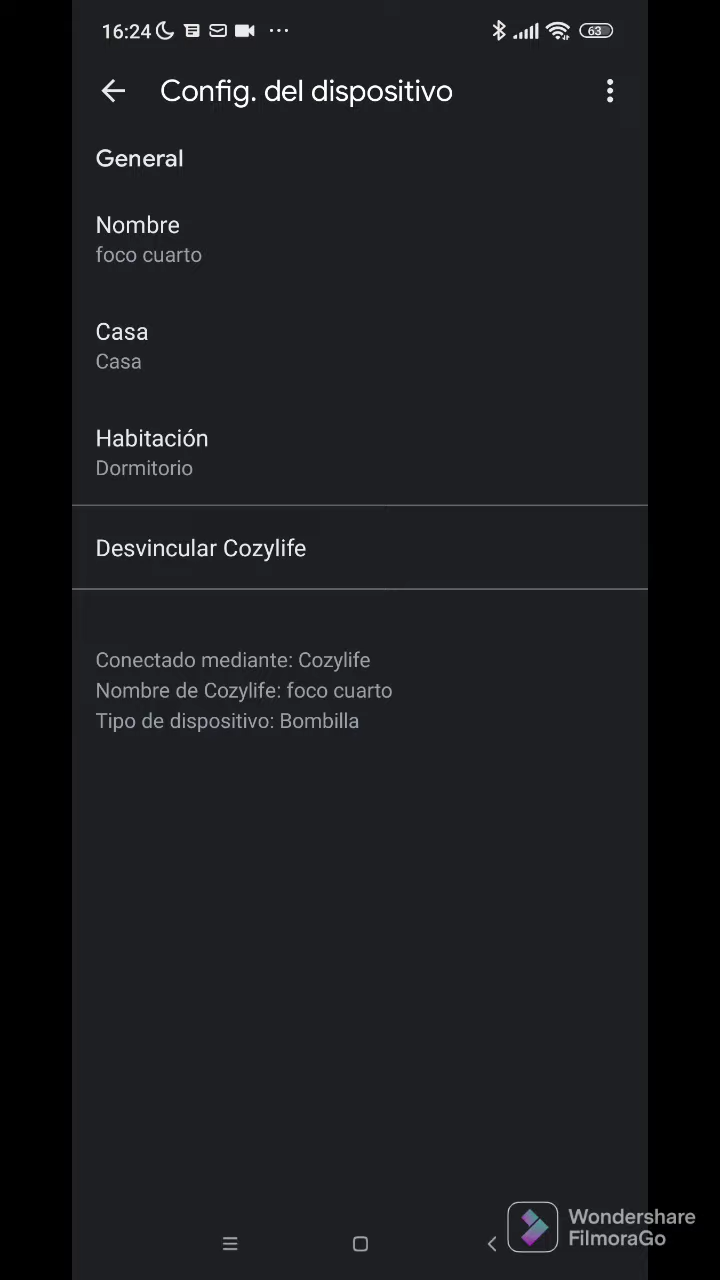 16:24
63
Config. del dispositivo
General
Nombre
foco cuarto
Casa
Casa
Habitación
Dormitorio
Desvincular Cozylife
Conectado mediante: Cozylife
Nombre de Cozylife: foco cuarto
Tipo de dispositivo: Bombilla
Wondershare
FilmoraGo